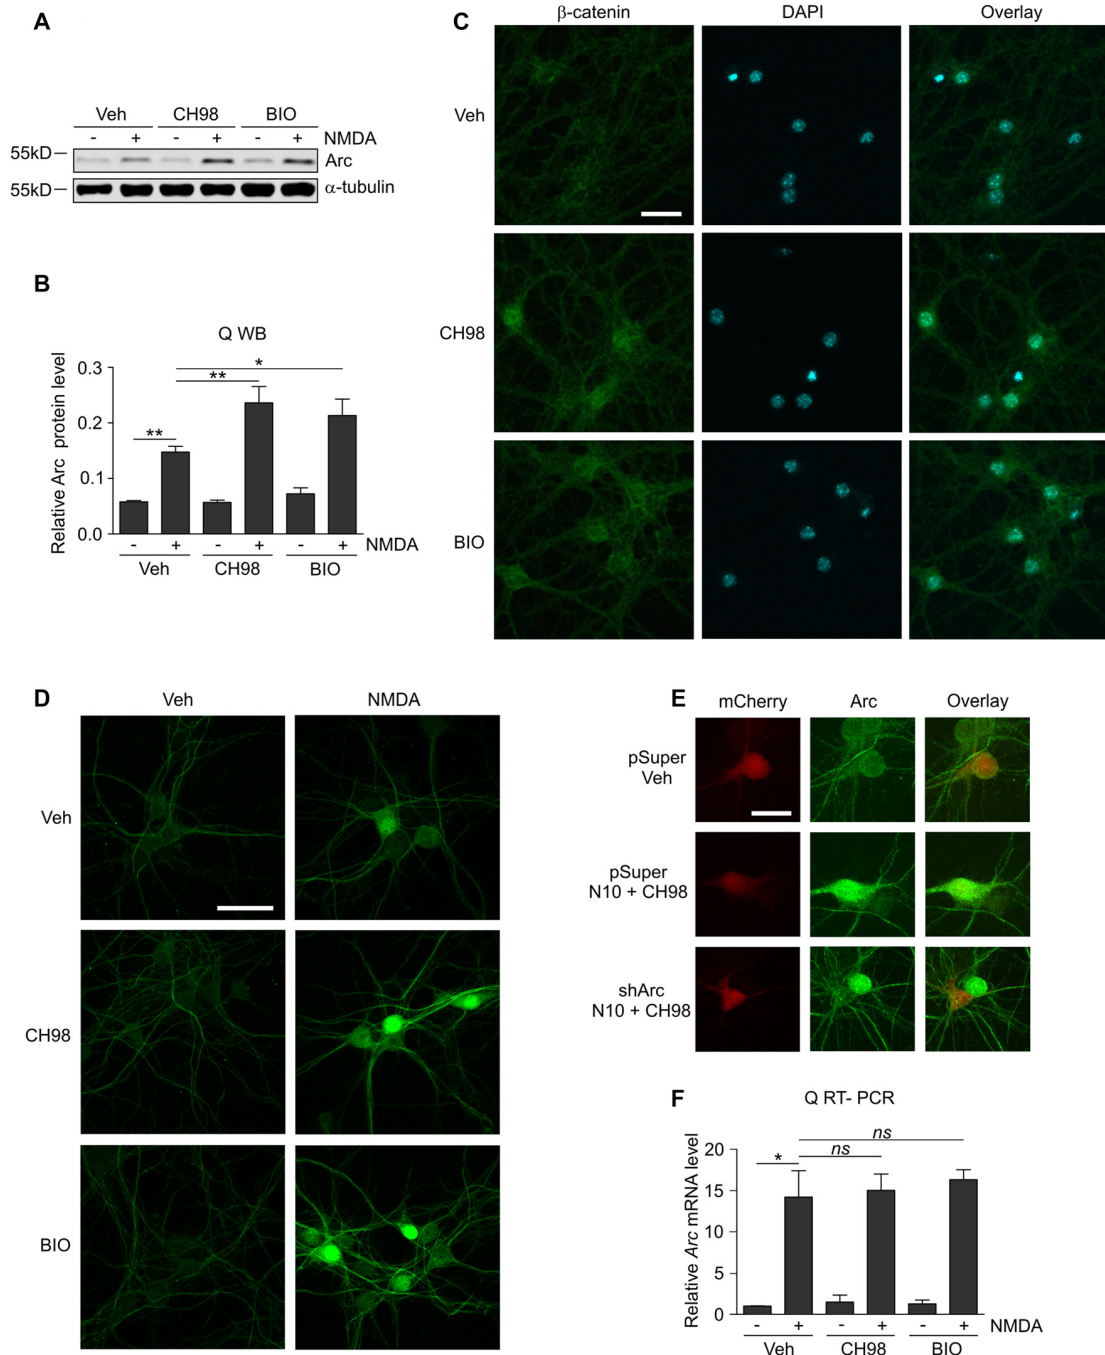 A
Veh CH98 BIO
- + - + - + NMDA
55kD Arc
55kD α-tubulin
B
Q WB
Relative Arc protein level
0.3
0.2
0.1
0.0
** ** *
- + - + - + NMDA
Veh CH98 BIO
C
β-catenin DAPI Overlay
Veh
CH98
BIO
D
Veh NMDA
Veh
CH98
BIO
E
mCherry Arc Overlay
pSuper
Veh
pSuper
N10 + CH98
shArc
N10 + CH98
F
Q RT- PCR
Relative Arc mRNA level
20
15
10
5
0
* ns ns
- + - + - + NMDA
Veh CH98 BIO